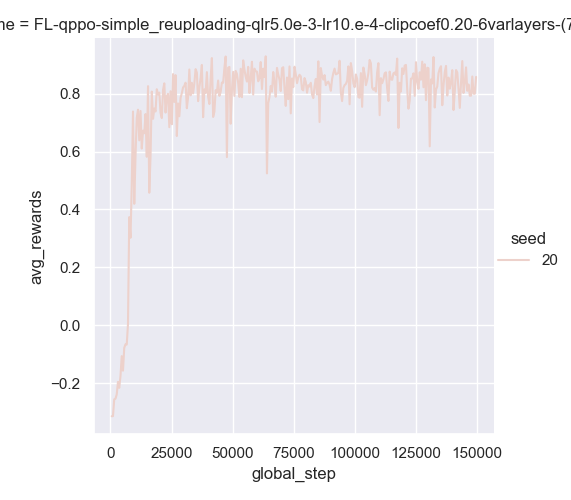 ne = FL-qppo-simple_reuploading-qlr5.0e-3-lr10.e-4-clipcoef0.20-6varlayers-(7
0.8
0.6
0.4
0.2
0.0
−0.2
avg_rewards
seed
20
0 25000 50000 75000 100000 125000 150000
global_step